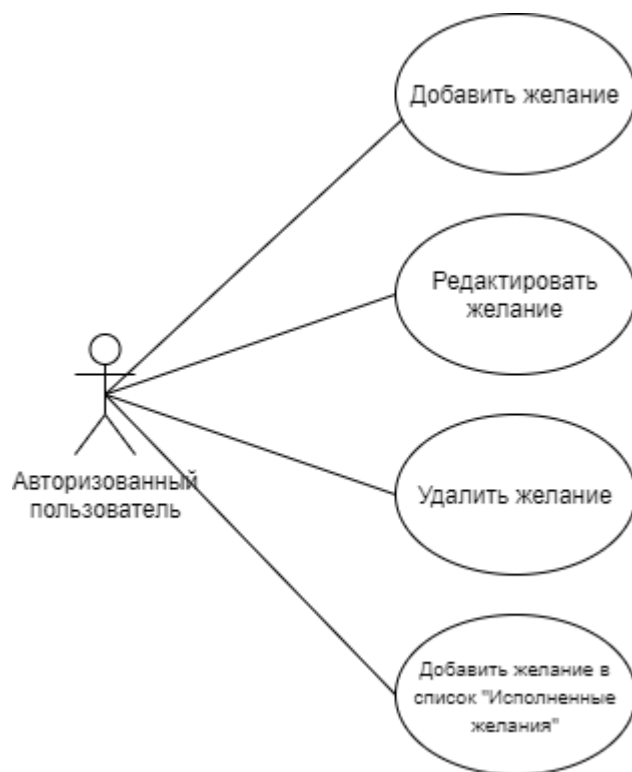 Добавить желание
Редактировать
желание
Авторизованный
пользователь
Удалить желание
Добавить желание в
список "Исполненные
желания"